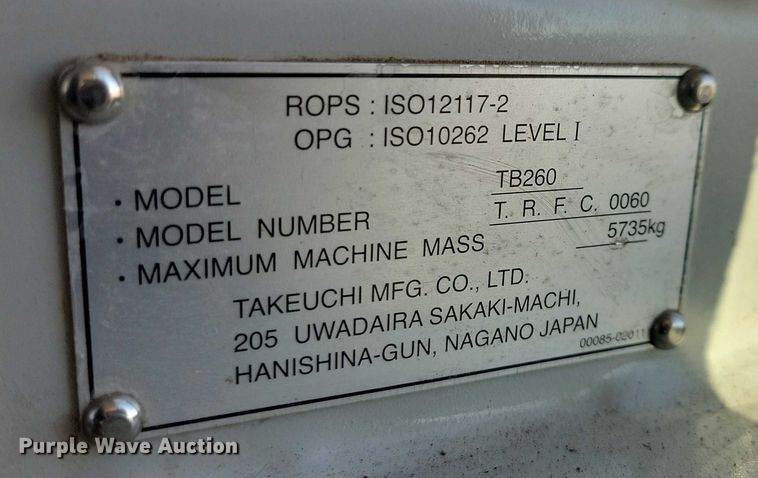 ROPS : ISO12117-2
OPG : ISO10262 LEVEL I
· MODEL TB260
· MODEL NUMBER T. R. F. C. 0060
· MAXIMUM MACHINE MASS 5735kg
TAKEUCHI MFG. CO., LTD.
205 UWADAIRA SAKAKI-MACHI,
HANISHINA-GUN, NAGANO JAPAN
Purple Wave Auction